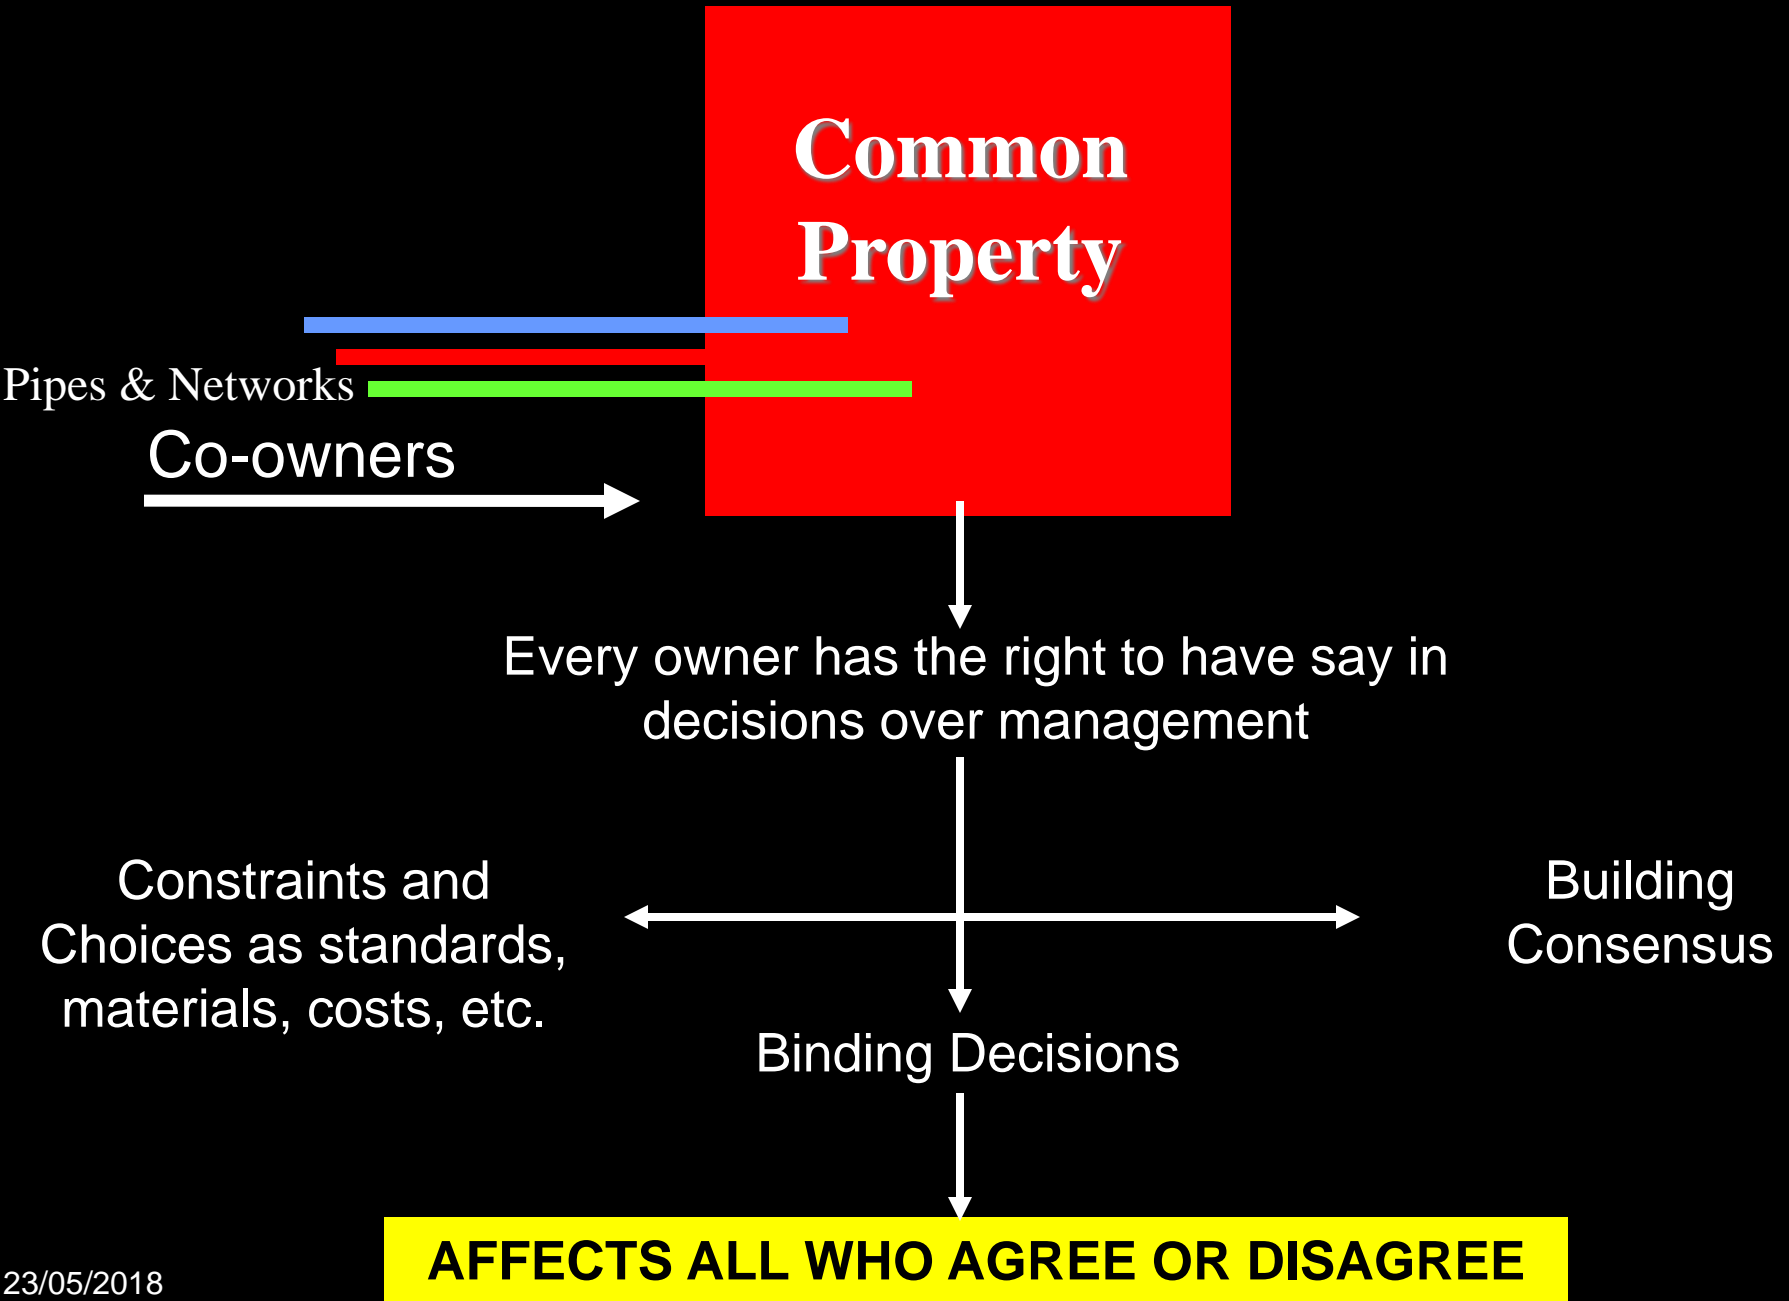 Common
Property
Pipes & Networks
Co-owners
Every owner has the right to have say in
decisions over management
Constraints and
Choices as standards,
materials, costs, etc.
Building
Consensus
Binding Decisions
AFFECTS ALL WHO AGREE OR DISAGREE
23/05/2018